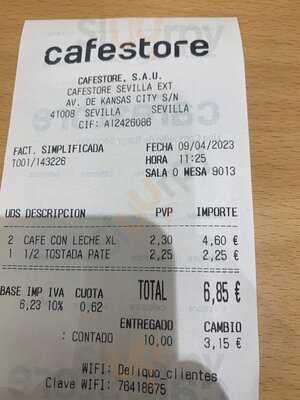 cafestore
CAFESTORE, S.A.U.
CAFESTORE SEVILLA EXT
AV. DE KANSAS CITY S/N
41008 SEVILLA SEVILLA
CIF: A12426086
FACT. SIMPLIFICADA FECHA 09/04/2023
T001/143226 HORA 11:25
SALA 0 MESA 9013
UDS DESCRIPCION PVP IMPORTE
2 CAFE CON LECHE XL 2,30 4,60 €
1 1/2 TOSTADA PATE 2,25 2,25 €
BASE IMP IVA CUOTA TOTAL 6,85 €
6,23 10% 0,62
ENTREGADO CAMBIO
: CONTADO 10,00 3,15 €
WIFI: Deliquo_clientes
Clave WIFI: 76418675